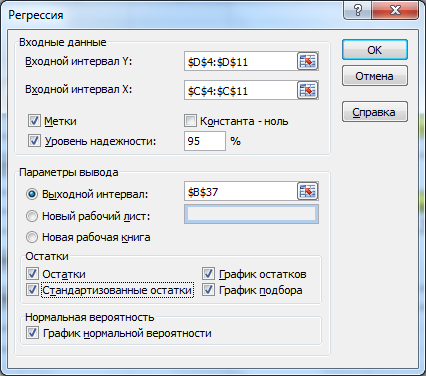 Регрессия
Входные данные
Входной интервал Y: $D$4:$D$11
Входной интервал X: $C$4:$C$11
Метки Константа - ноль
Уровень надежности: 95 %
OK
Отмена
Справка
Параметры вывода
Выходной интервал: $B$37
Новый рабочий лист:
Новая рабочая книга
Остатки
Остатки График остатков
Стандартизованные остатки График подбора
Нормальная вероятность
График нормальной вероятности